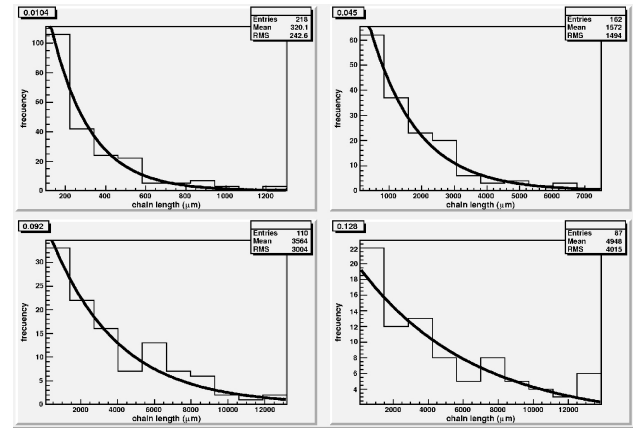 0.0104
Entries 218
Mean 320.1
RMS 242.6
frecuency
100
80
60
40
20
0
200 400 600 800 1000 1200
chain length (μm)
0.045
Entries 162
Mean 1572
RMS 1494
frecuency
60
50
40
30
20
10
0
1000 2000 3000 4000 5000 6000 7000
chain length (μm)
0.092
Entries 110
Mean 3564
RMS 3004
frequency
30
25
20
15
10
5
0
2000 4000 6000 8000 10000 12000
chain length (μm)
0.128
Entries 87
Mean 4948
RMS 4015
frequency
22
20
18
16
14
12
10
8
6
4
2000 4000 6000 8000 10000 12000
chain length (μm)